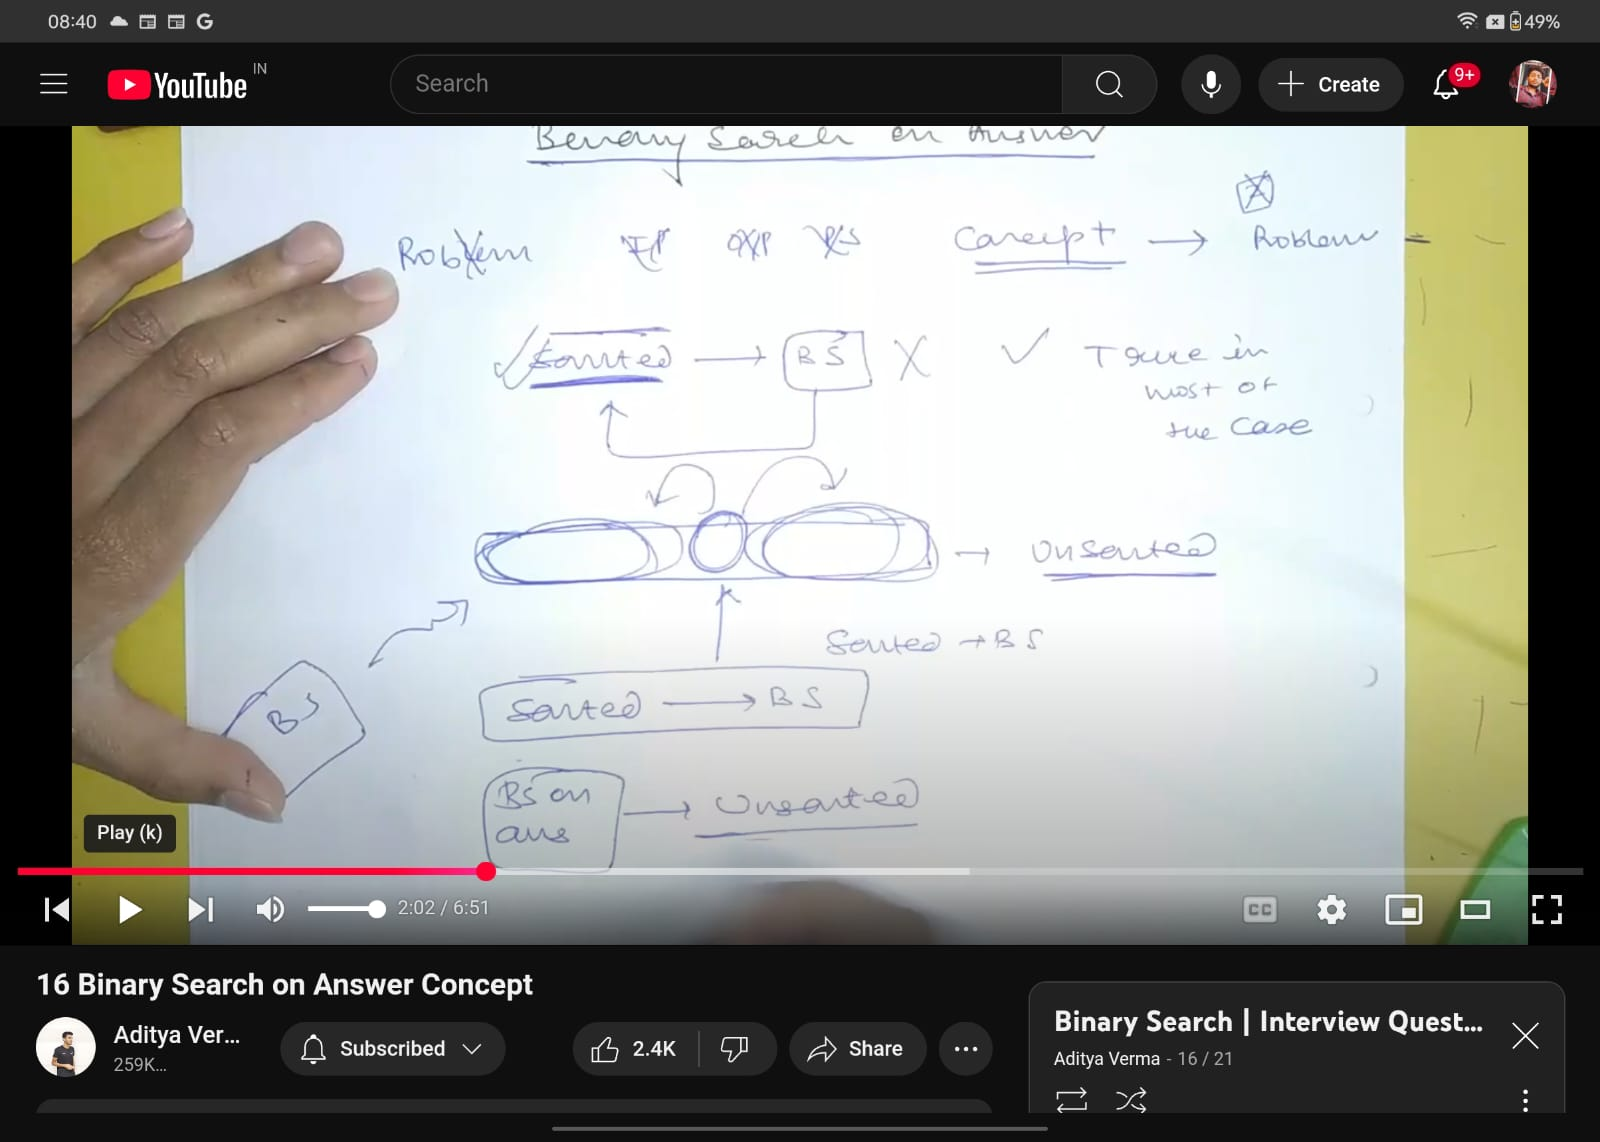 08:40
49%
YouTube IN
Search
Create
9+
Binary Search on Answer
Problem I/P O/P P/S Concept → Problem
Sorted → BS X ✓ True in
most of
the case
→ Unsorted
Sorted → BS
BS
Sorted → BS
BS on
ans → Unsorted
Play (k)
2:02 / 6:51
CC
16 Binary Search on Answer Concept
Aditya Ver...
259K...
Subscribed
2.4K
Share
Binary Search | Interview Quest...
Aditya Verma - 16 / 21